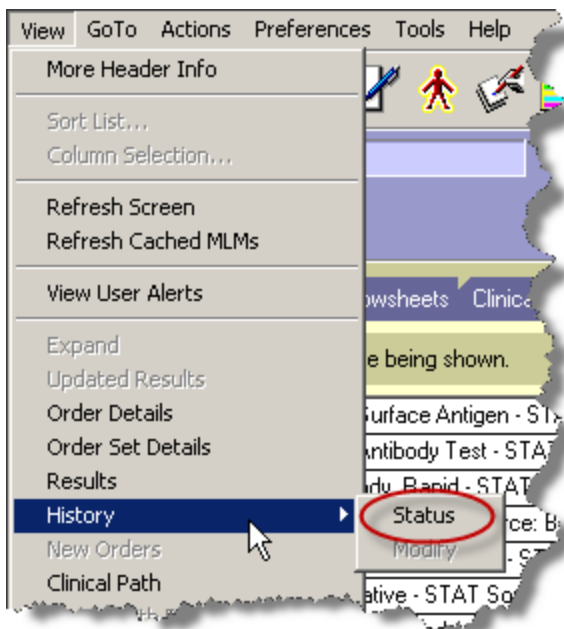 View GoTo Actions Preferences Tools Help
More Header Info
Sort List...
Column Selection...
Refresh Screen
Refresh Cached MLMs
View User Alerts
owsheets Clinica
Expand
e being shown.
Updated Results
Order Details
urface Antigen - ST
Order Set Details
ntibody Test - STA
Results
dy, Rapid - STAT
History
Status
rce: B
New Orders
Modify
- ST
Clinical Path
ative - STAT So